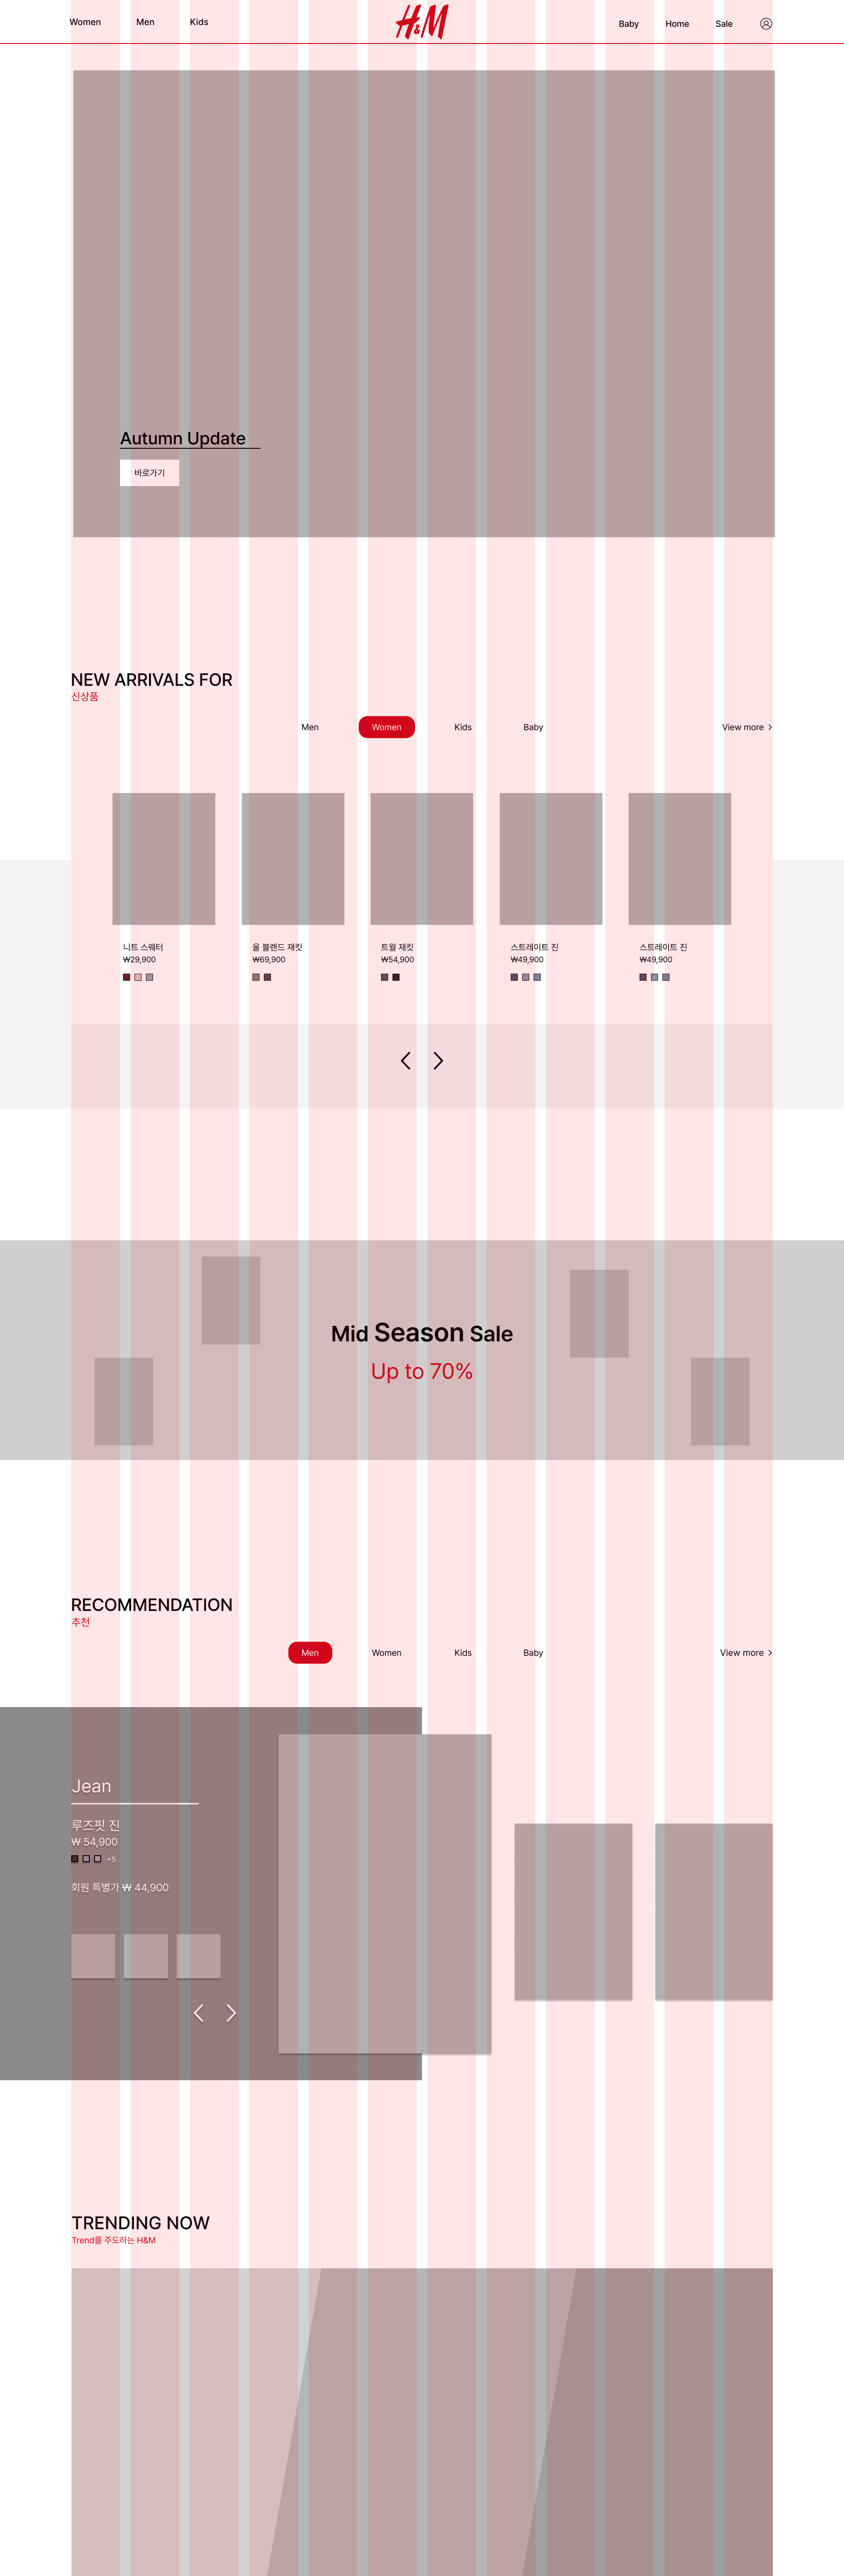 Women Men Kids H&M Baby Home Sale
Autumn Update
바로가기
NEW ARRIVALS FOR
신상품
Men Women Kids Baby View more
니트 스웨터 울 블렌드 재킷 트윌 재킷 스트레이트 진 스트레이트 진
₩29,900 ₩69,900 ₩54,900 ₩49,900 ₩49,900
Mid Season Sale
Up to 70%
RECOMMENDATION
추천
Men Women Kids Baby View more
Jean
루즈핏 진
₩ 54,900
+5
회원 특별가 ₩ 44,900
TRENDING NOW
Trend를 주도하는 H&M